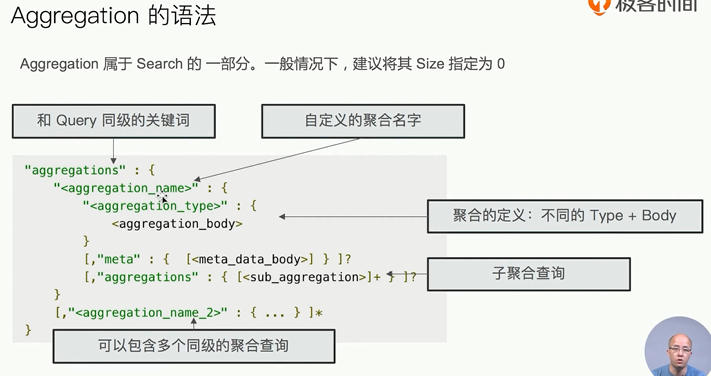 Aggregation 的语法
极客时间
Aggregation 属于 Search 的 一部分。一般情况下，建议将其 Size 指定为 0
和 Query 同级的关键词
自定义的聚合名字
"aggregations" : {
"<aggregation_name>" : {
"<aggregation_type>" : {
<aggregation_body>
}
[,"meta" : { [<meta_data_body>] } ]?
[,"aggregations" : { [<sub_aggregation>]+ } ]?
}
[,"<aggregation_name_2>" : { ... } ]*
}
聚合的定义：不同的 Type + Body
子聚合查询
可以包含多个同级的聚合查询